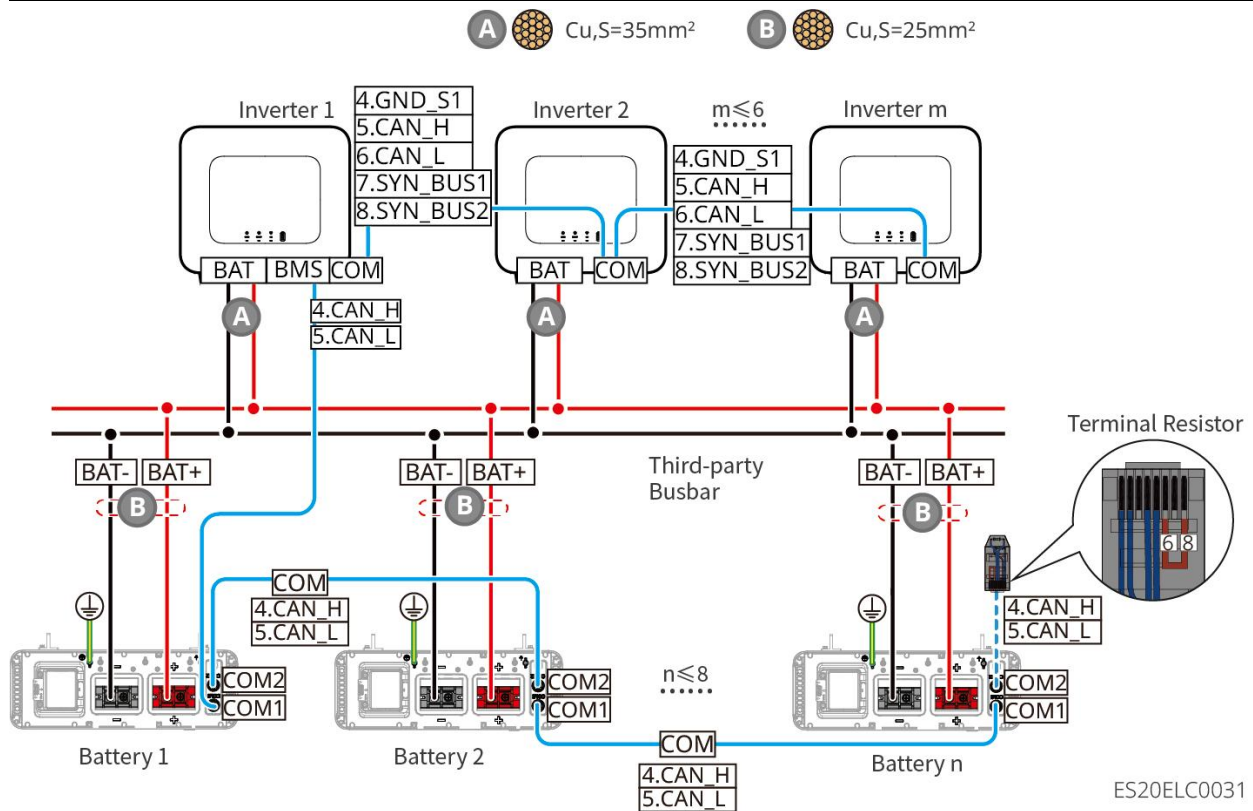 A Cu,S=35mm²
B Cu,S=25mm²
Inverter 1
4.GND_S1
5.CAN_H
6.CAN_L
7.SYN_BUS1
8.SYN_BUS2
Inverter 2
m≤6
Inverter m
4.GND_S1
5.CAN_H
6.CAN_L
7.SYN_BUS1
8.SYN_BUS2
BAT BMS COM
BAT COM
BAT COM
A
4.CAN_H
5.CAN_L
A
A
Terminal Resistor
6 8
BAT- BAT+
B
BAT- BAT+
B
Third-party
Busbar
BAT- BAT+
B
COM
4.CAN_H
5.CAN_L
4.CAN_H
5.CAN_L
- +
COM2
COM1
- +
- +
COM2
COM1
- +
n≤8
- +
COM2
COM1
- +
Battery 1
Battery 2
COM
4.CAN_H
5.CAN_L
Battery n
ES20ELC0031